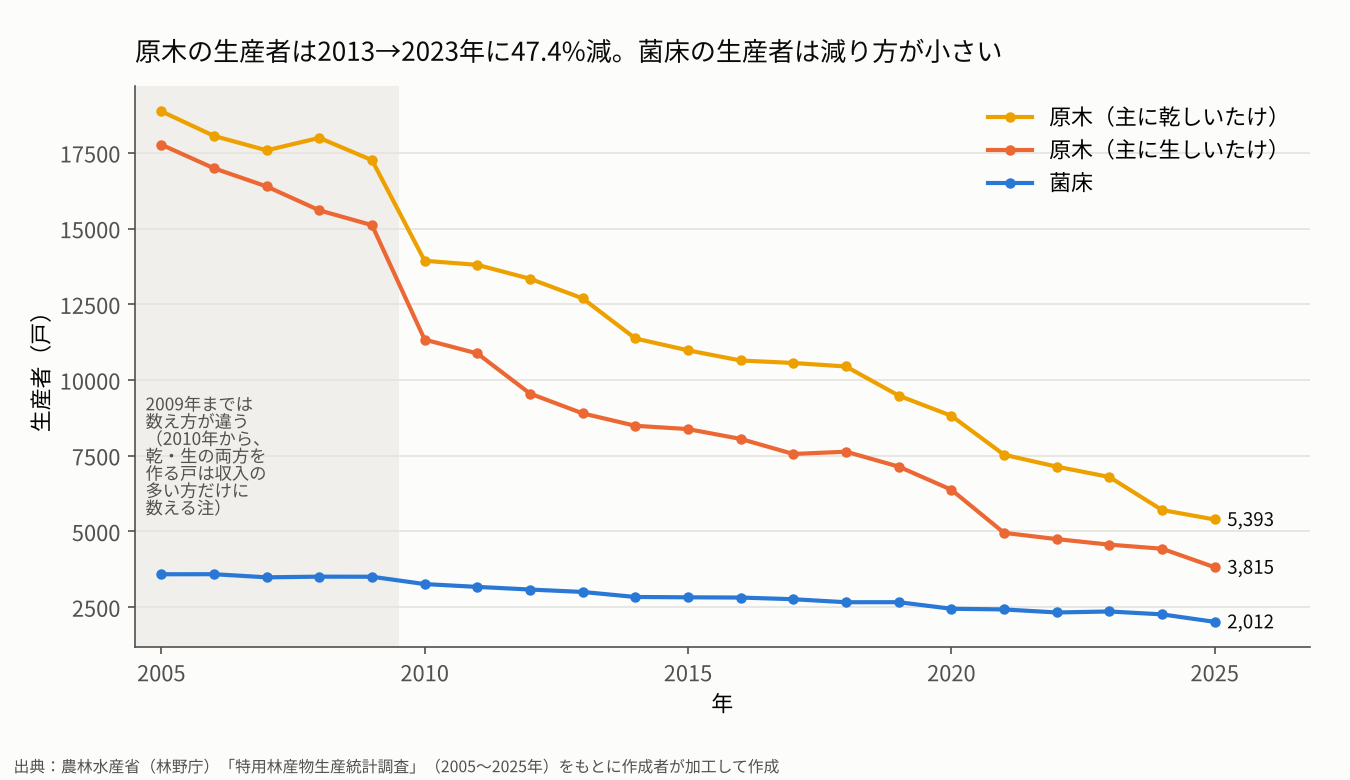 原木の生産者は2013→2023年に47.4%減。菌床の生産者は減り方が小さい
原木（主に乾しいたけ）
原木（主に生しいたけ）
菌床
17500
15000
12500
10000
7500
5000
2500
生産者（戸）
2009年までは
数え方が違う
（2010年から、
乾・生の両方を
作る戸は収入の
多い方だけに
数える注）
5,393
3,815
2,012
2005
2010
2015
2020
2025
年
出典：農林水産省（林野庁）「特用林産物生産統計調査」（2005～2025年）をもとに作成者が加工して作成